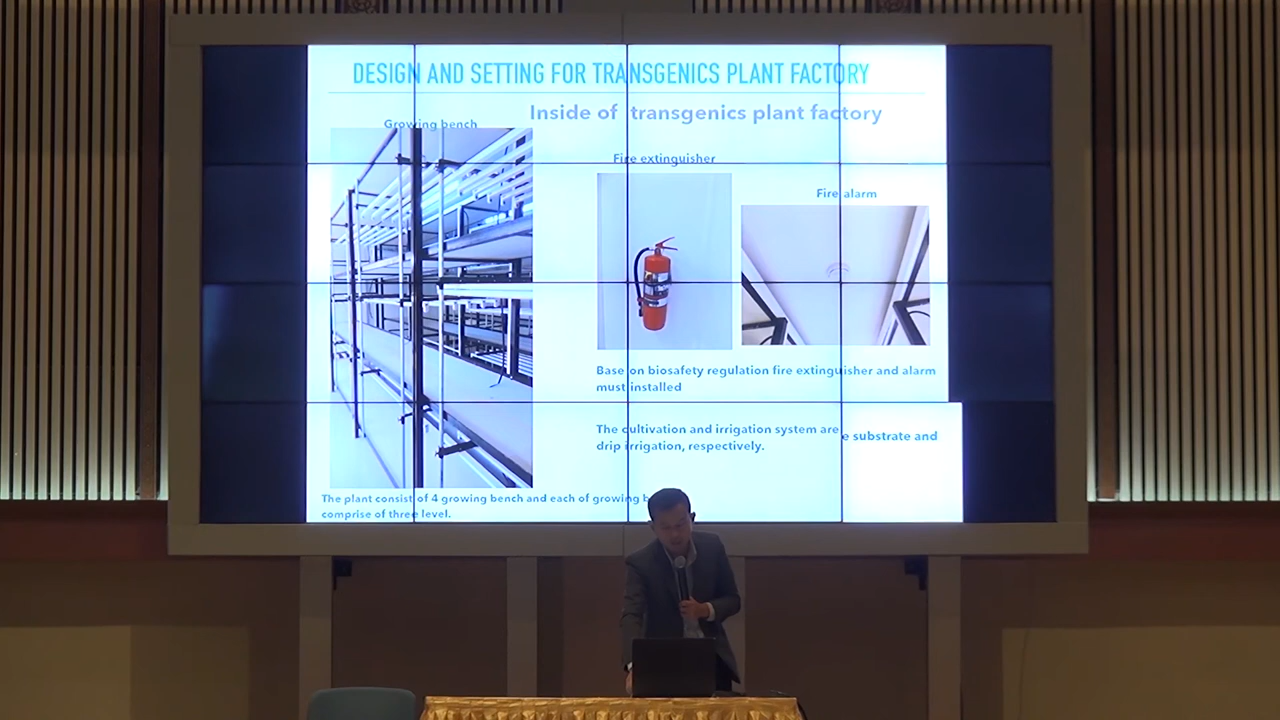 DESIGN AND SETTING FOR TRANSGENICS PLANT FACTORY
Inside of transgenics plant factory
Growing bench
Fire extinguisher
Fire alarm
Base on biosafety regulation fire extinguisher and alarm
must installed
The cultivation and irrigation system are e substrate and
drip irrigation, respectively.
The plant consist of 4 growing bench and each of growing
comprise of three level.